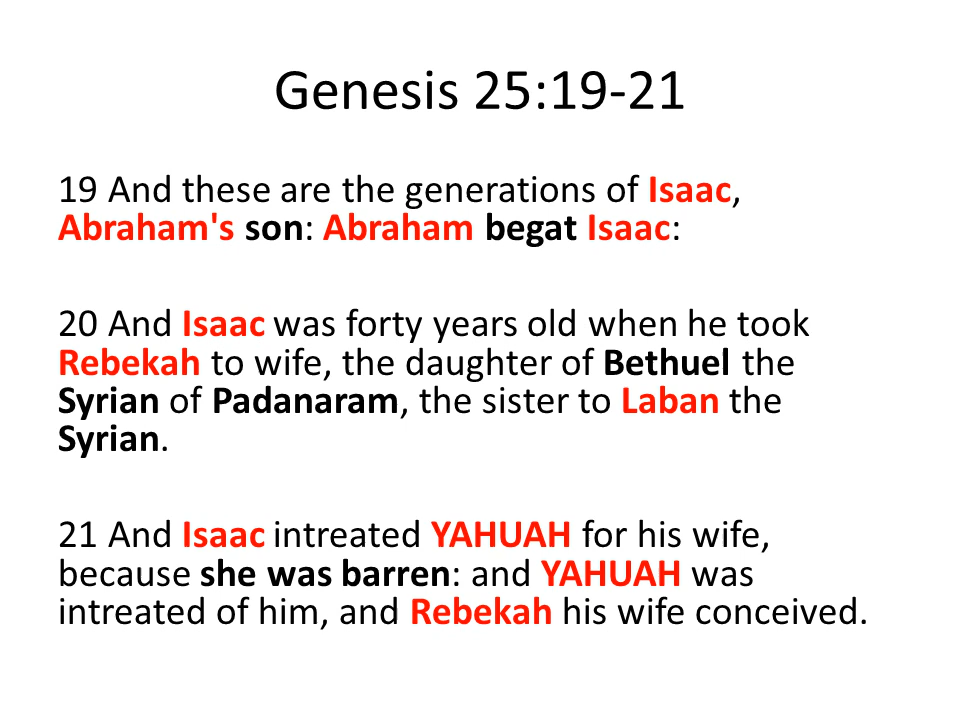 Genesis 25:19-21
19 And these are the generations of Isaac,
Abraham's son: Abraham begat Isaac:
20 And Isaac was forty years old when he took
Rebekah to wife, the daughter of Bethuel the
Syrian of Padanaram, the sister to Laban the
Syrian.
21 And Isaac intreated YAHUAH for his wife,
because she was barren: and YAHUAH was
intreated of him, and Rebekah his wife conceived.